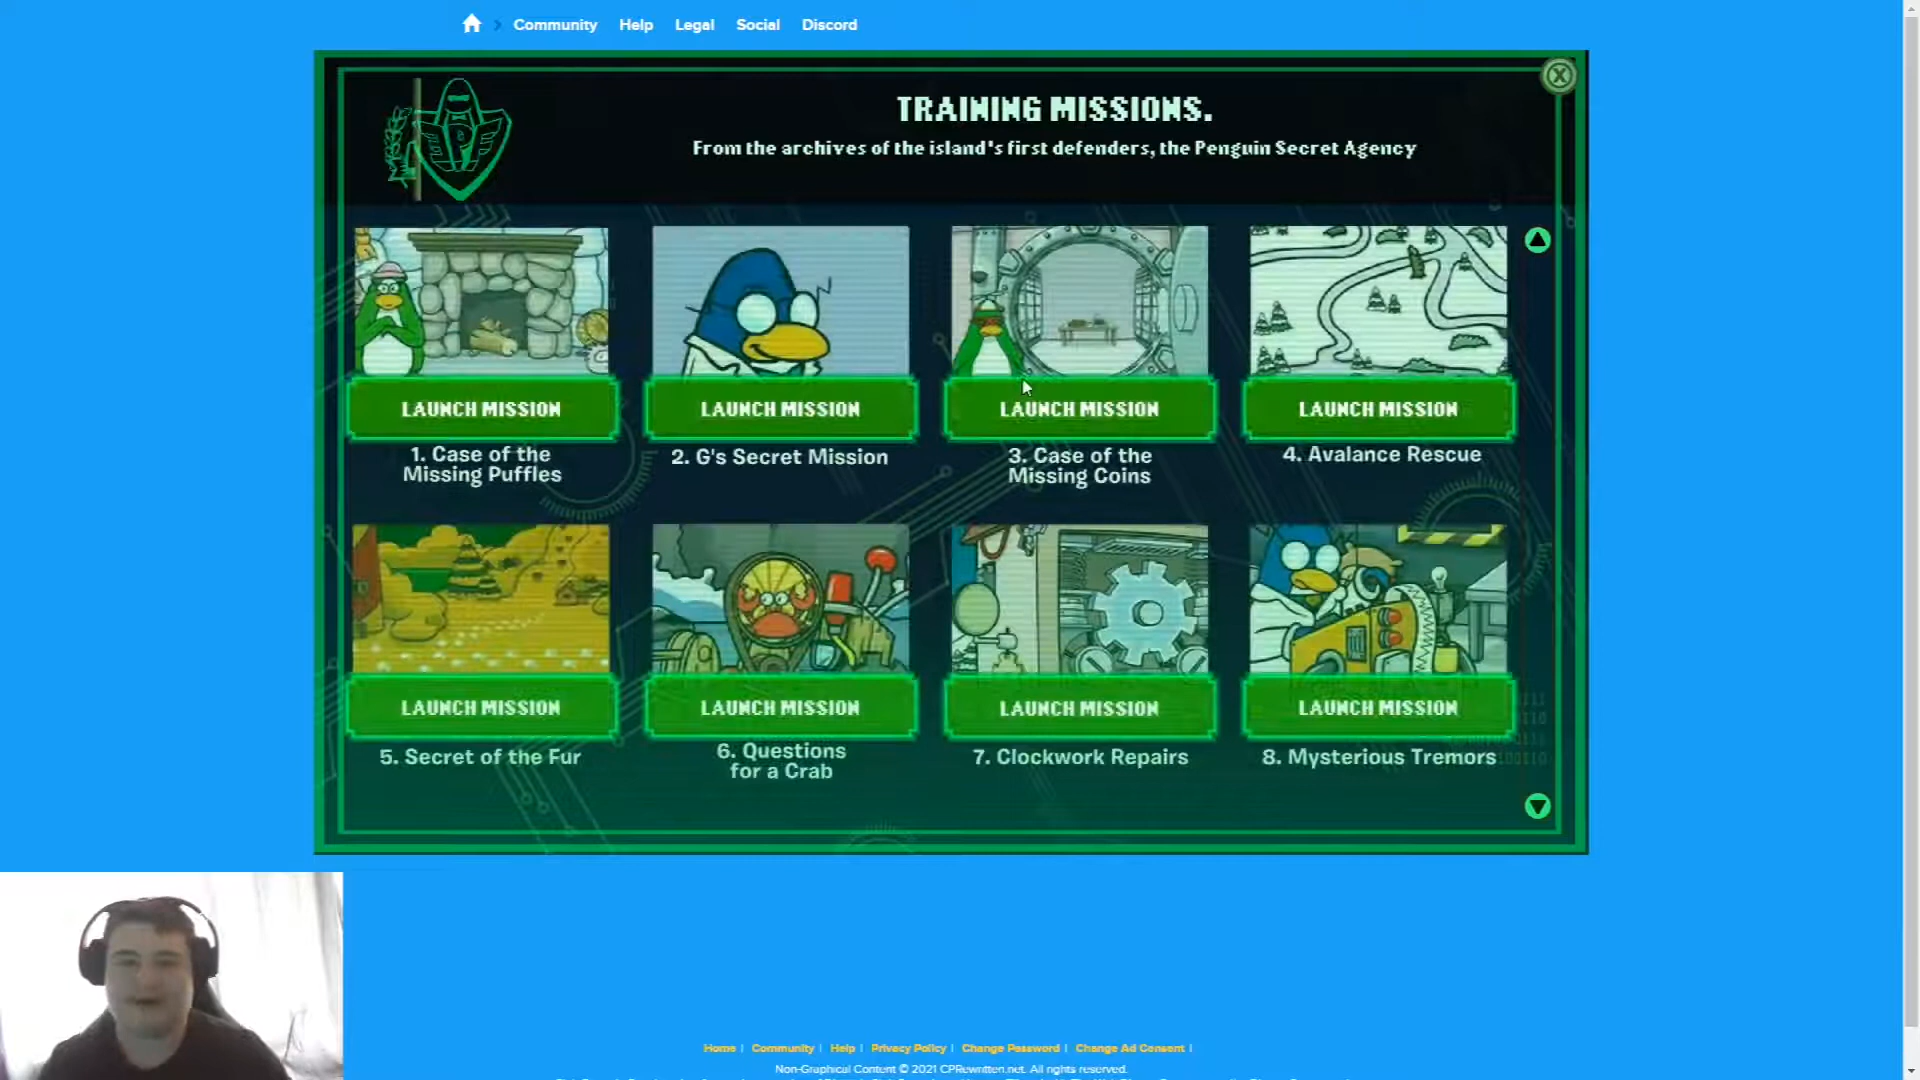 Community Help Legal Social Discord
TRAINING MISSIONS.
From the archives of the island's first defenders, the Penguin Secret Agency
LAUNCH MISSION LAUNCH MISSION LAUNCH MISSION LAUNCH MISSION
1. Case of the
Missing Puffles
2. G's Secret Mission
3. Case of the
Missing Coins
4. Avalance Rescue
LAUNCH MISSION LAUNCH MISSION LAUNCH MISSION LAUNCH MISSION
5. Secret of the Fur
6. Questions
for a Crab
7. Clockwork Repairs
8. Mysterious Tremors
Home | Community | Help | Privacy Policy | Change Password | Change Ad Consent |
Non-Graphical Content © 2021 CPRewritten.net. All rights reserved.